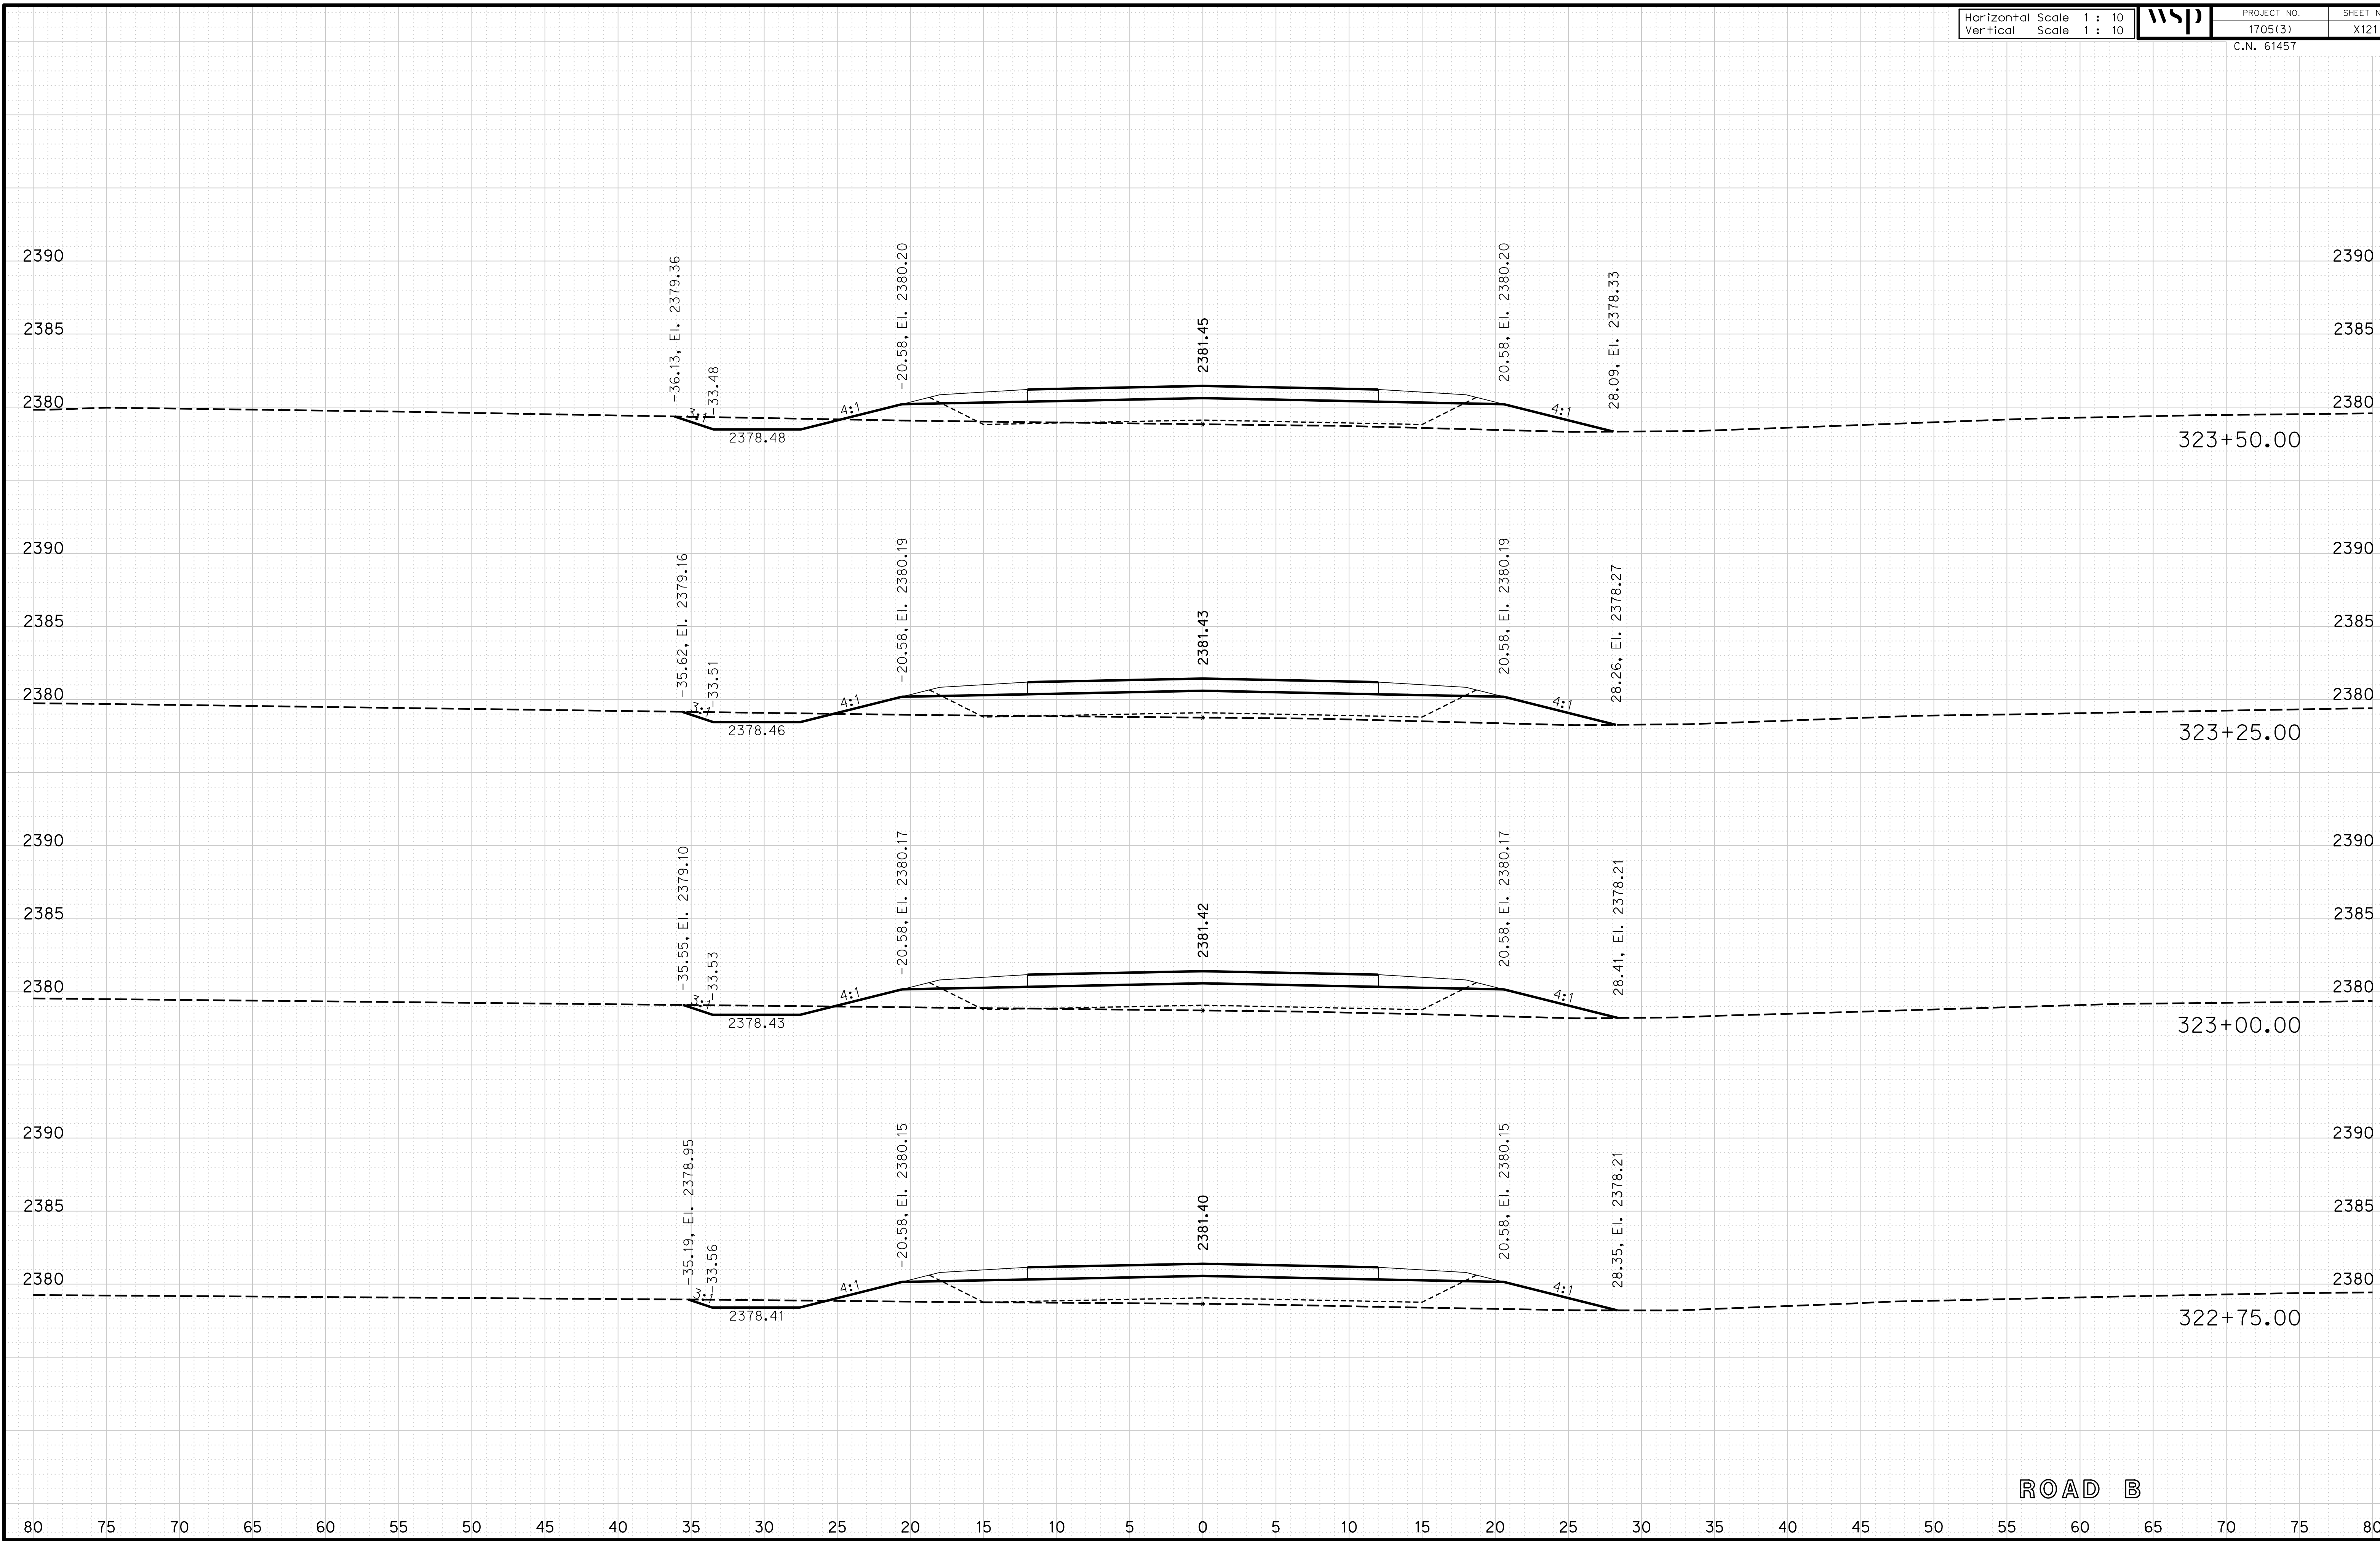 Horizontal Scale 1 : 10
Vertical Scale 1 : 10
wsp
PROJECT NO.
SHEET N
1705(3)
X121
C.N. 61457
2390
2385
2380
-36.13, El. 2379.36
-33.48
3:1
2378.48
4:1
-20.58, El. 2380.20
2381.45
20.58, El. 2380.20
4:1
28.09, El. 2378.33
2390
2385
2380
323+50.00
2390
2385
2380
-35.62, El. 2379.16
-33.51
3:1
2378.46
4:1
-20.58, El. 2380.19
2381.43
20.58, El. 2380.19
4:1
28.26, El. 2378.27
2390
2385
2380
323+25.00
2390
2385
2380
-35.55, El. 2379.10
-33.53
3:1
2378.43
4:1
-20.58, El. 2380.17
2381.42
20.58, El. 2380.17
4:1
28.41, El. 2378.21
2390
2385
2380
323+00.00
2390
2385
2380
-35.19, El. 2378.95
-33.56
3:1
2378.41
4:1
-20.58, El. 2380.15
2381.40
20.58, El. 2380.15
4:1
28.35, El. 2378.21
2390
2385
2380
322+75.00
ROAD B
80 75 70 65 60 55 50 45 40 35 30 25 20 15 10 5 0 5 10 15 20 25 30 35 40 45 50 55 60 65 70 75 80